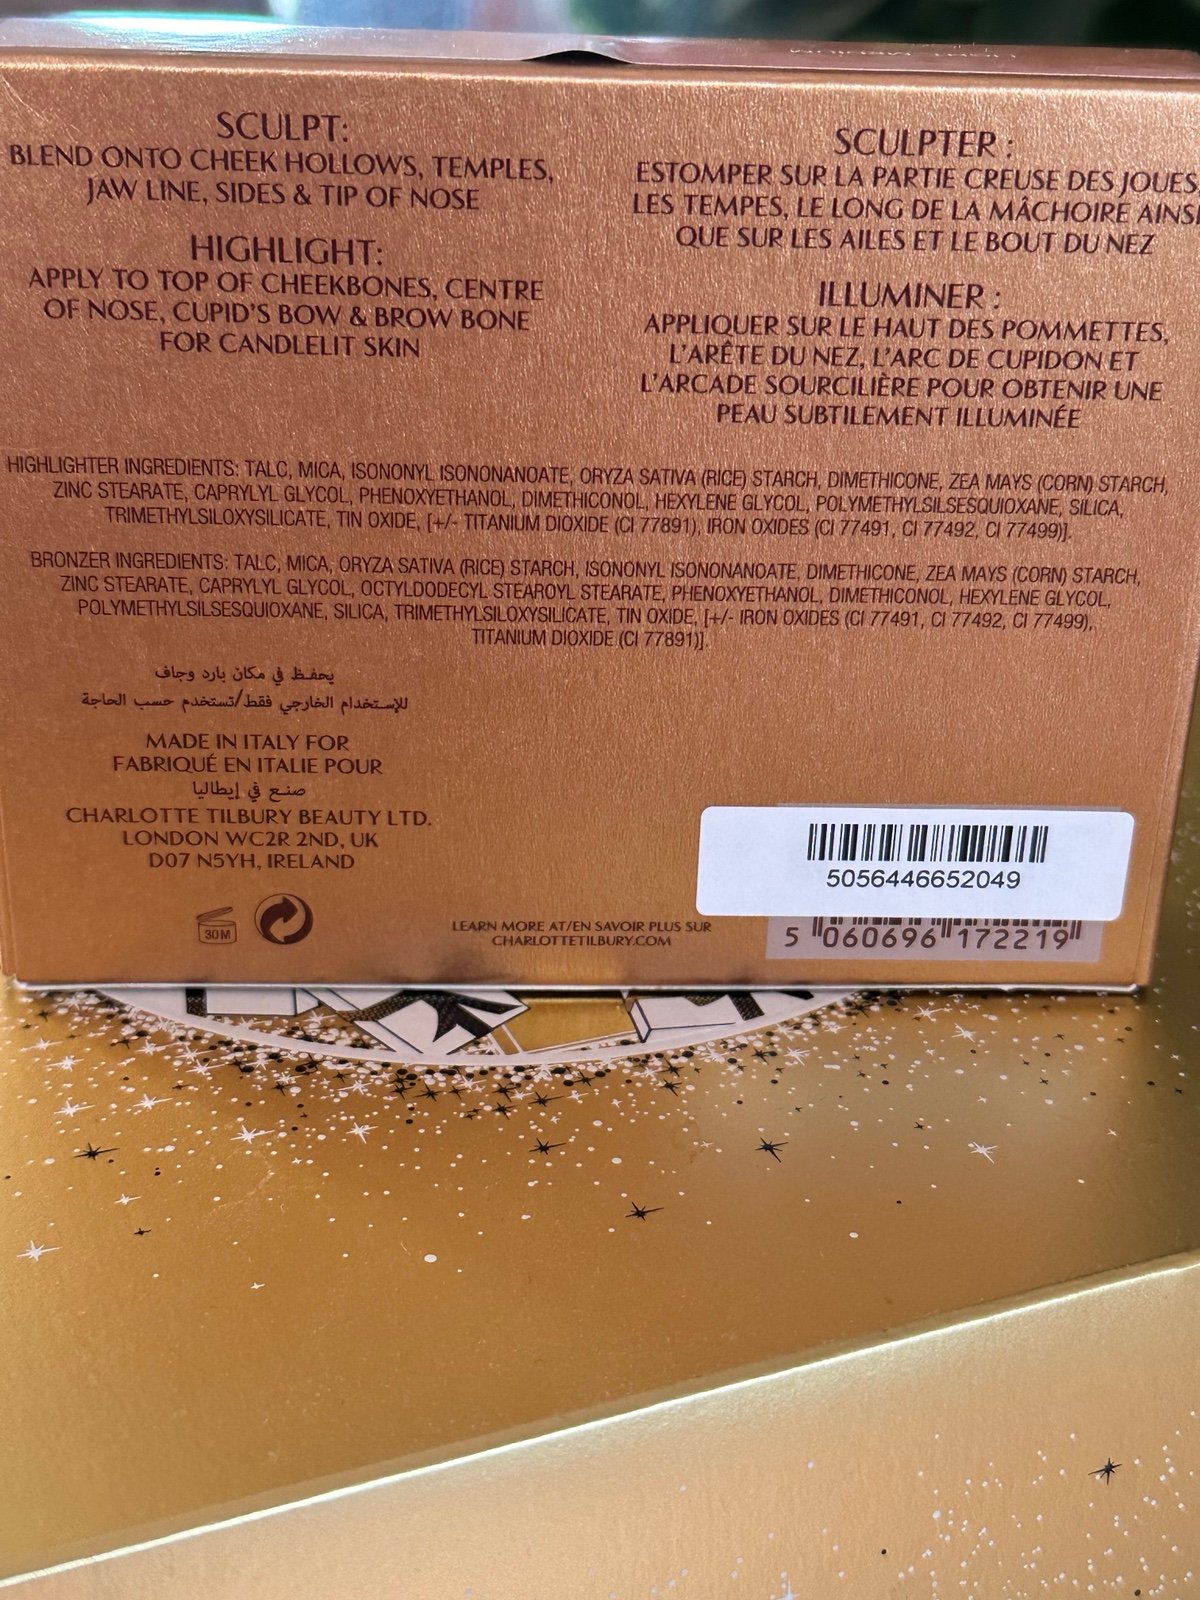 SCULPT:
BLEND ONTO CHEEK HOLLOWS, TEMPLES,
JAW LINE, SIDES & TIP OF NOSE
HIGHLIGHT:
APPLY TO TOP OF CHEEKBONES, CENTRE
OF NOSE, CUPID'S BOW & BROW BONE
FOR CANDLELIT SKIN
SCULPTER :
ESTOMPER SUR LA PARTIE CREUSE DES JOUES,
LES TEMPES, LE LONG DE LA MÂCHOIRE AINSI
QUE SUR LES AILES ET LE BOUT DU NEZ
ILLUMINER :
APPLIQUER SUR LE HAUT DES POMMETTES,
L'ARÊTE DU NEZ, L'ARC DE CUPIDON ET
L'ARCADE SOURCILIÈRE POUR OBTENIR UNE
PEAU SUBTILEMENT ILLUMINÉE
HIGHLIGHTER INGREDIENTS: TALC, MICA, ISONONYL ISONONANOATE, ORYZA SATIVA (RICE) STARCH, DIMETHICONE, ZEA MAYS (CORN) STARCH,
ZINC STEARATE, CAPRYLYL GLYCOL, PHENOXYETHANOL, DIMETHICONOL, HEXYLENE GLYCOL, POLYMETHYLSILSESQUIOXANE, SILICA,
TRIMETHYLSILOXYSILICATE, TIN OXIDE, [+/- TITANIUM DIOXIDE (CI 77891), IRON OXIDES (CI 77491, CI 77492, CI 77499)].
BRONZER INGREDIENTS: TALC, MICA, ORYZA SATIVA (RICE) STARCH, ISONONYL ISONONANOATE, DIMETHICONE, ZEA MAYS (CORN) STARCH,
ZINC STEARATE, CAPRYLYL GLYCOL, OCTYLDODECYL STEAROYL STEARATE, PHENOXYETHANOL, DIMETHICONOL, HEXYLENE GLYCOL,
POLYMETHYLSILSESQUIOXANE, SILICA, TRIMETHYLSILOXYSILICATE, TIN OXIDE, [+/- IRON OXIDES (CI 77491, CI 77492, CI 77499),
TITANIUM DIOXIDE (CI 77891)].
يحفظ في مكان بارد وجاف
للإستخدام الخارجي فقط/تستخدم حسب الحاجة
MADE IN ITALY FOR
FABRIQUÉ EN ITALIE POUR
صنع في إيطاليا
CHARLOTTE TILBURY BEAUTY LTD.
LONDON WC2R 2ND, UK
D07 N5YH, IRELAND
30M
LEARN MORE AT/EN SAVOIR PLUS SUR
CHARLOTTETILBURY.COM
5056446652049
5 060696 172219